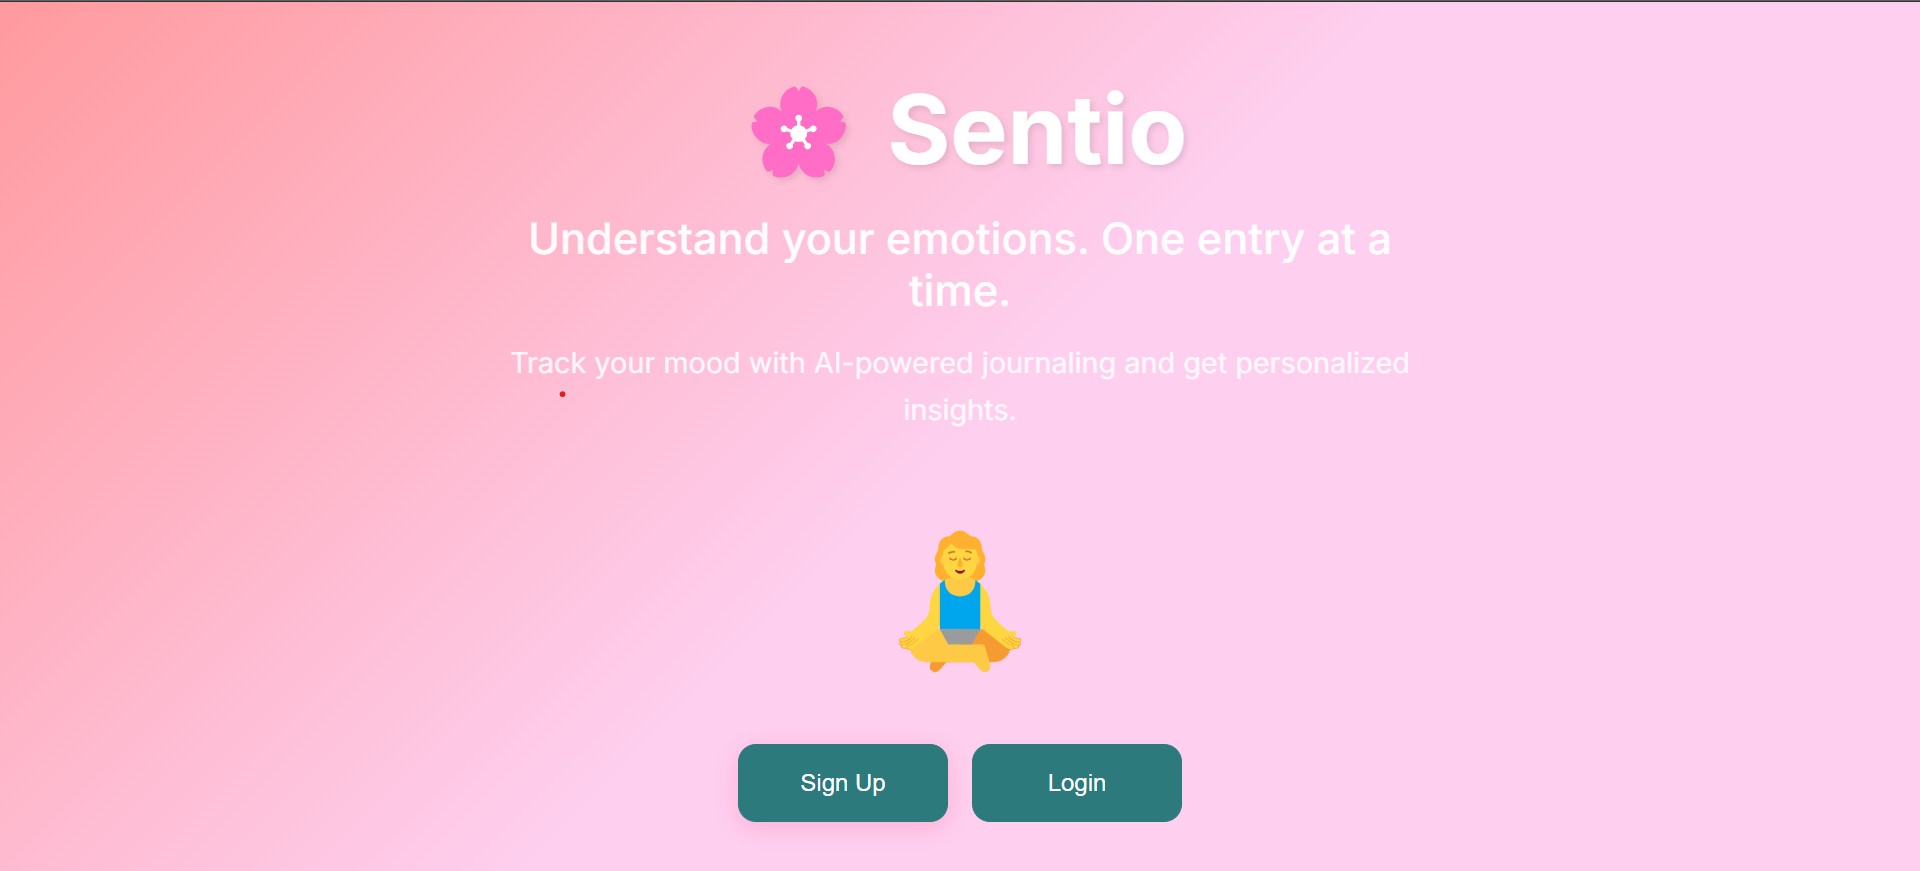 Sentio
Understand your emotions. One entry at a
time.
Track your mood with AI-powered journaling and get personalized
insights.
Sign Up
Login